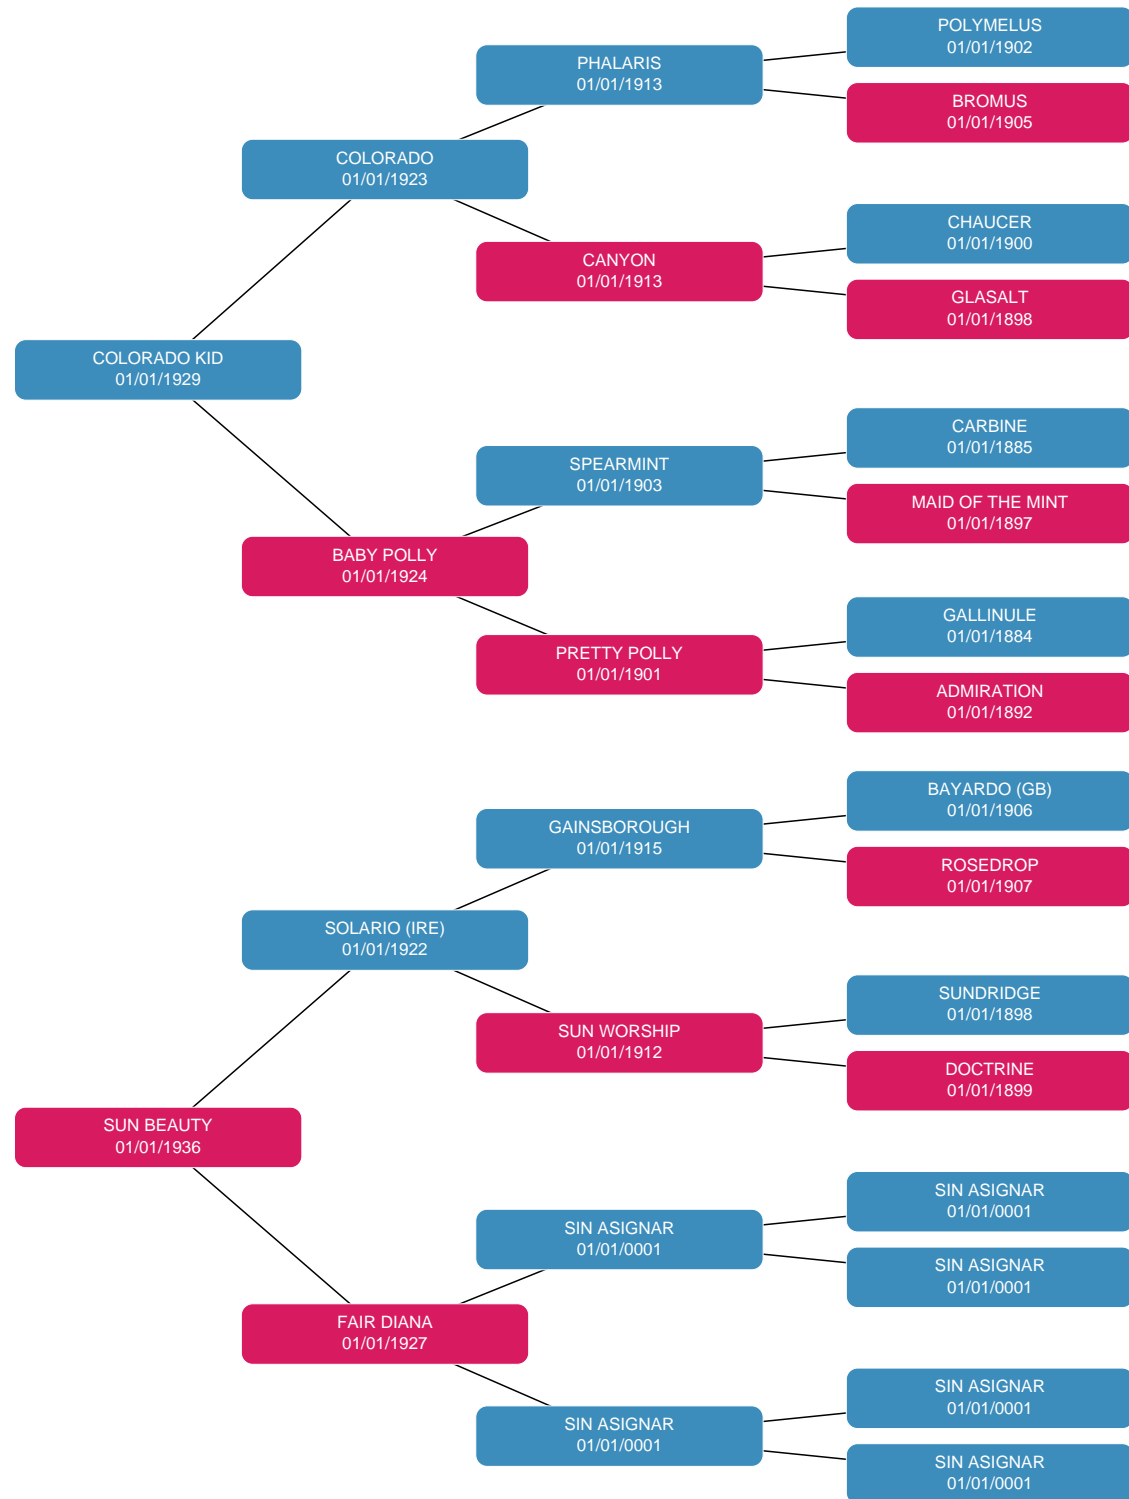 POLYMELUS
01/01/1902
PHALARIS
01/01/1913
BROMUS
01/01/1905
COLORADO
01/01/1923
CHAUCER
01/01/1900
CANYON
01/01/1913
GLASALT
01/01/1898
COLORADO KID
01/01/1929
CARBINE
01/01/1885
SPEARMINT
01/01/1903
MAID OF THE MINT
01/01/1897
BABY POLLY
01/01/1924
GALLINULE
01/01/1884
PRETTY POLLY
01/01/1901
ADMIRATION
01/01/1892
BAYARDO (GB)
01/01/1906
GAINSBOROUGH
01/01/1915
ROSEDROP
01/01/1907
SOLARIO (IRE)
01/01/1922
SUNDRIDGE
01/01/1898
SUN WORSHIP
01/01/1912
DOCTRINE
01/01/1899
SUN BEAUTY
01/01/1936
SIN ASIGNAR
01/01/0001
SIN ASIGNAR
01/01/0001
SIN ASIGNAR
01/01/0001
FAIR DIANA
01/01/1927
SIN ASIGNAR
01/01/0001
SIN ASIGNAR
01/01/0001
SIN ASIGNAR
01/01/0001